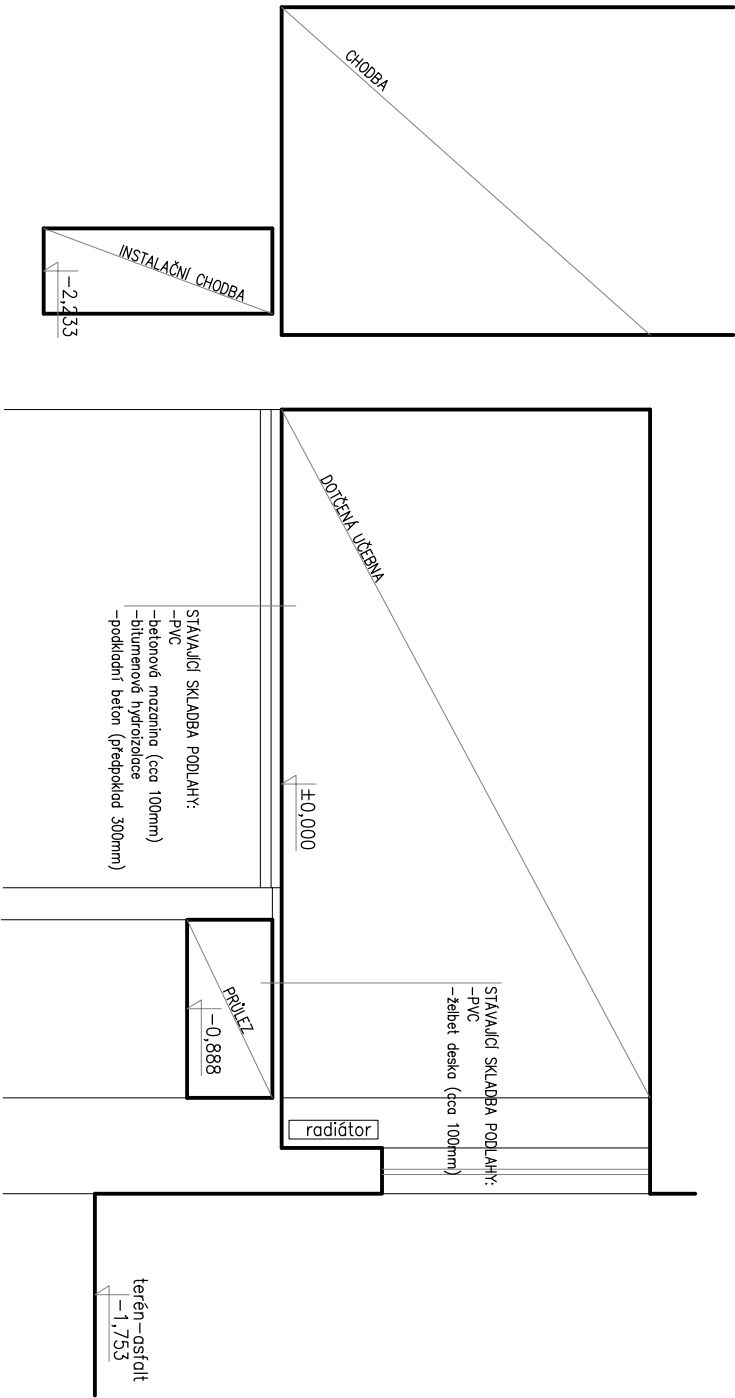 CHODBA
INSTALAČNÍ CHODBA
-2,233
DOTČENÁ UČEBNA
STÁVAJÍCÍ SKLADBA PODLAHY:
-PVC
-betonová mazanina (cca 100mm)
-bitumenová hydroizolace
-podkladní beton (předpoklad 300mm)
±0,000
STÁVAJÍCÍ SKLADBA PODLAHY:
-PVC
-želbet deska (cca 100mm)
PRŮLEZ
-0,888
radiátor
terén-asfalt
-1,753